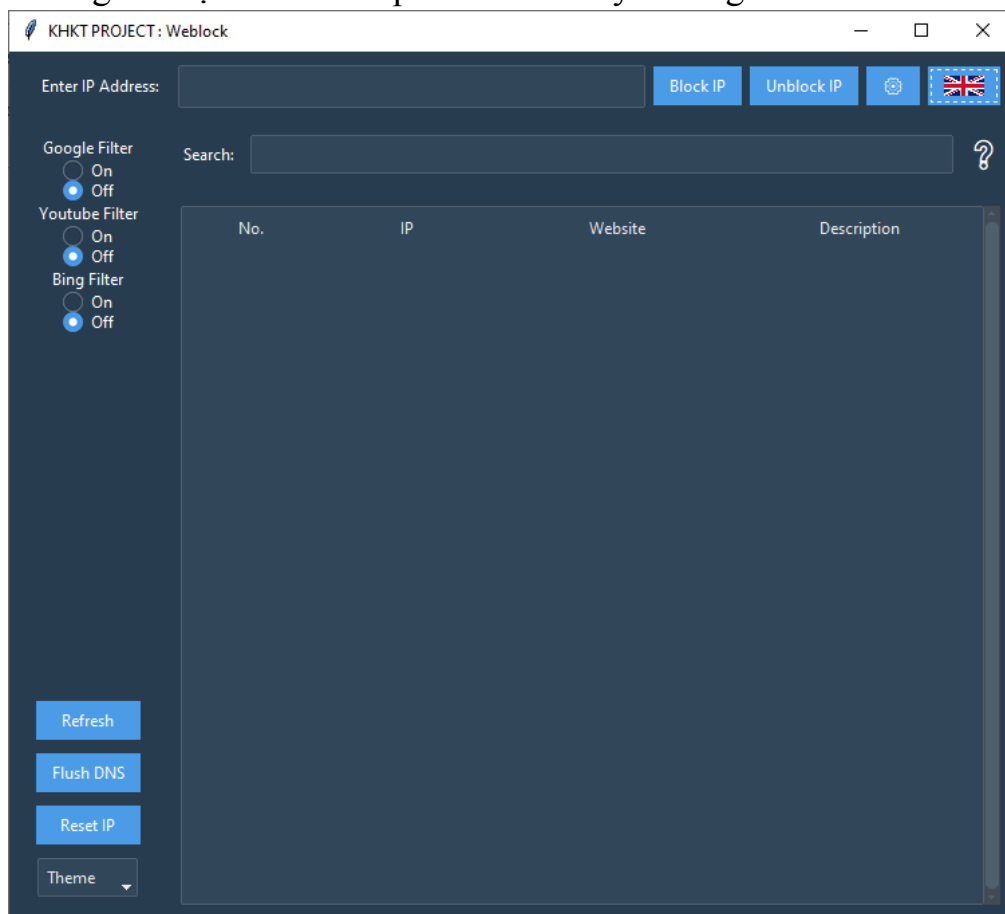 KHKT PROJECT : Weblock
Enter IP Address:
Block IP
Unblock IP
Google Filter
On
Off
Search:
Youtube Filter
On
Off
Bing Filter
On
Off
No. IP Website Description
Refresh
Flush DNS
Reset IP
Theme